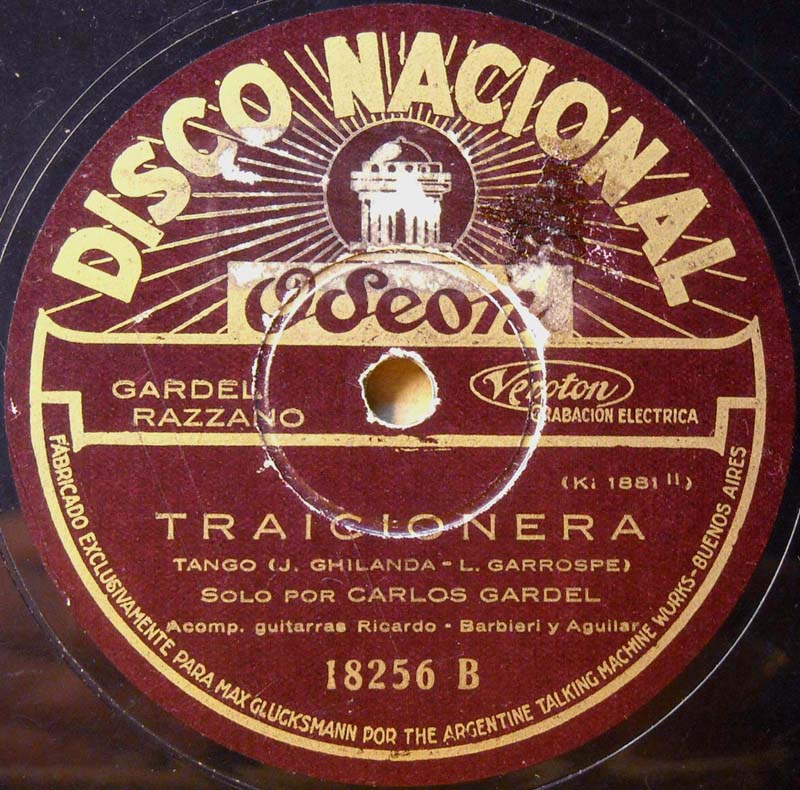 DISCO NACIONAL
Odeon
GARDEL
RAZZANO
Veroton
GRABACIÓN ELECTRICA
(Ki 1881 II)
TRAICIONERA
TANGO (J. GHILANDA - L. GARROSPE)
SOLO POR CARLOS GARDEL
Acomp. guitarras Ricardo - Barbieri y Aguilar
18256 B
FABRICADO EXCLUSIVAMENTE PARA MAX GLUCKSMANN POR THE ARGENTINE TALKING MACHINE WORKS - BUENOS AIRES